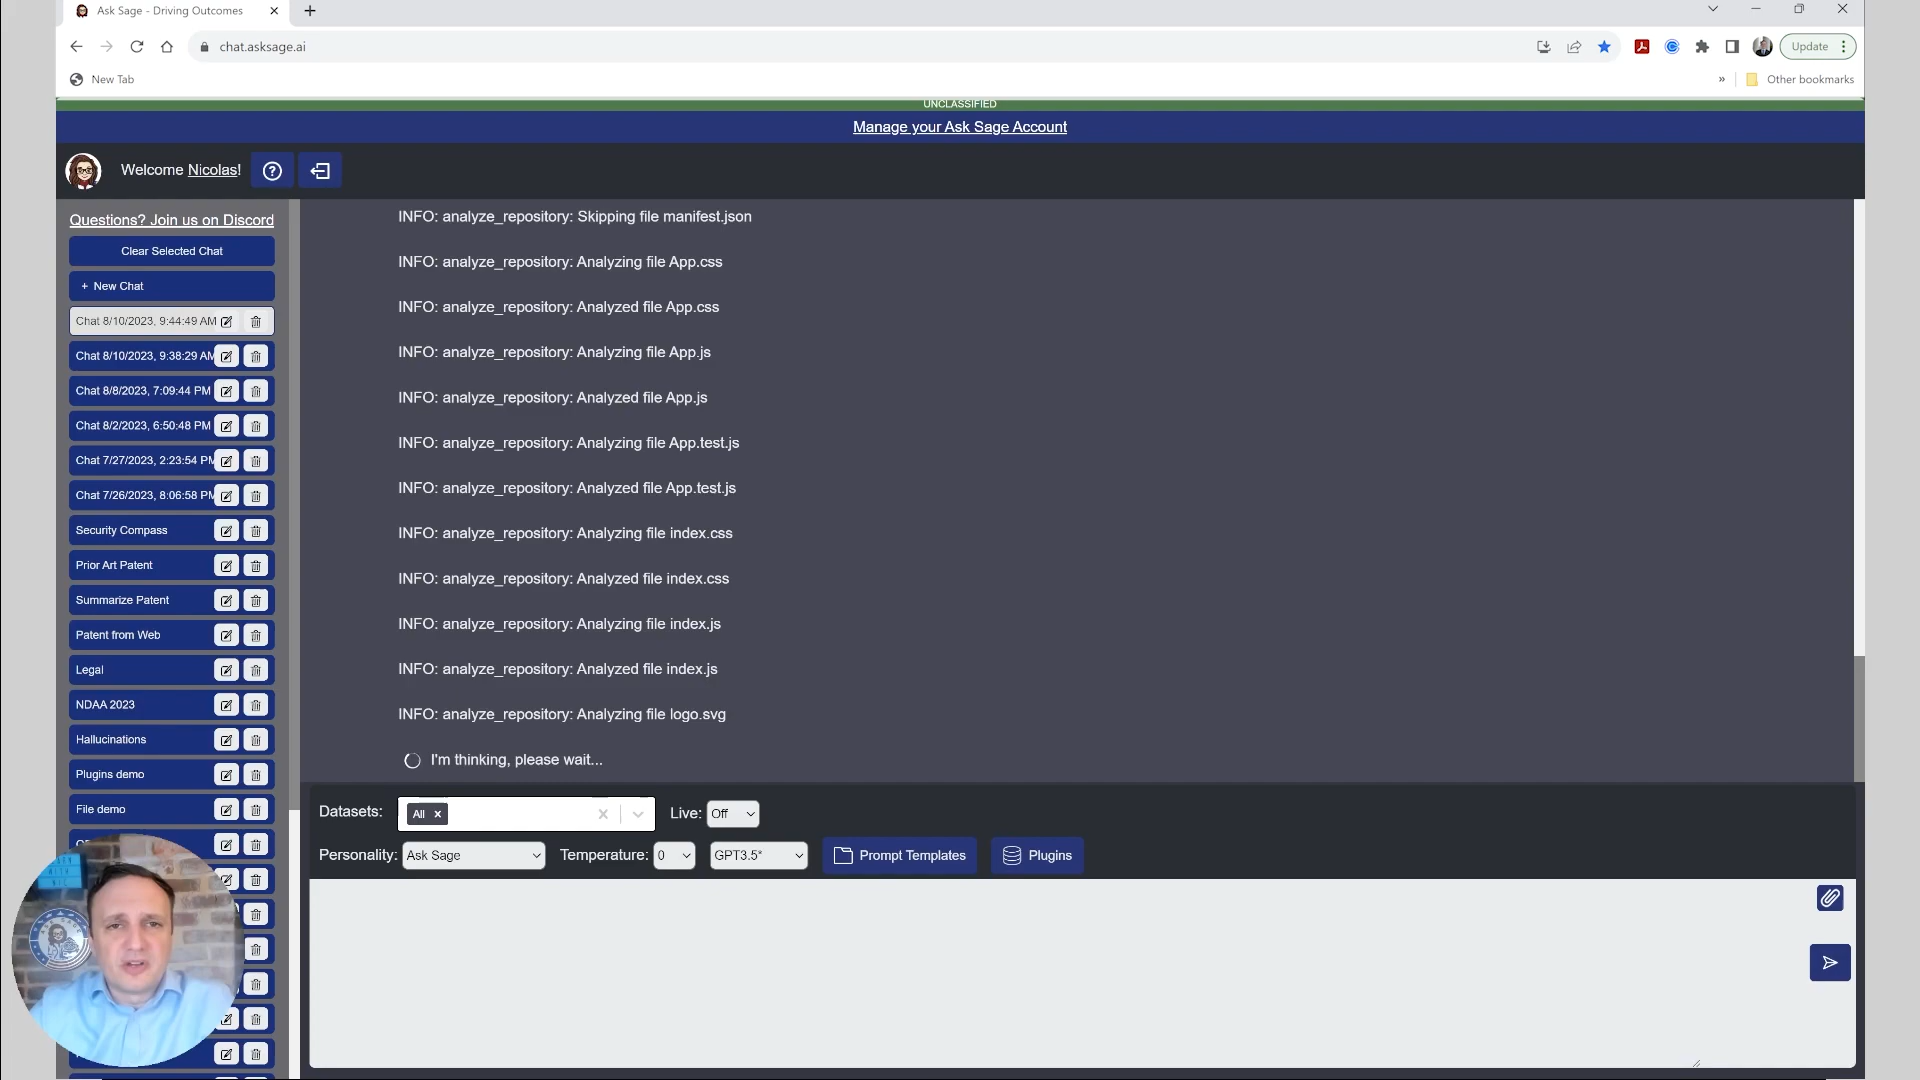 Ask Sage - Driving Outcomes
chat.asksage.ai
Update
New Tab
»
Other bookmarks
UNCLASSIFIED
Manage your Ask Sage Account
Welcome Nicolas!
Questions? Join us on Discord
Clear Selected Chat
+ New Chat
Chat 8/10/2023, 9:44:49 AM
Chat 8/10/2023, 9:38:29 AM
Chat 8/8/2023, 7:09:44 PM
Chat 8/2/2023, 6:50:48 PM
Chat 7/27/2023, 2:23:54 PM
Chat 7/26/2023, 8:06:58 PM
Security Compass
Prior Art Patent
Summarize Patent
Patent from Web
Legal
NDAA 2023
Hallucinations
Plugins demo
File demo
INFO: analyze_repository: Skipping file manifest.json
INFO: analyze_repository: Analyzing file App.css
INFO: analyze_repository: Analyzed file App.css
INFO: analyze_repository: Analyzing file App.js
INFO: analyze_repository: Analyzed file App.js
INFO: analyze_repository: Analyzing file App.test.js
INFO: analyze_repository: Analyzed file App.test.js
INFO: analyze_repository: Analyzing file index.css
INFO: analyze_repository: Analyzed file index.css
INFO: analyze_repository: Analyzing file index.js
INFO: analyze_repository: Analyzed file index.js
INFO: analyze_repository: Analyzing file logo.svg
I'm thinking, please wait...
Datasets: All Live: Off
Personality: Ask Sage Temperature: 0 GPT3.5* Prompt Templates Plugins